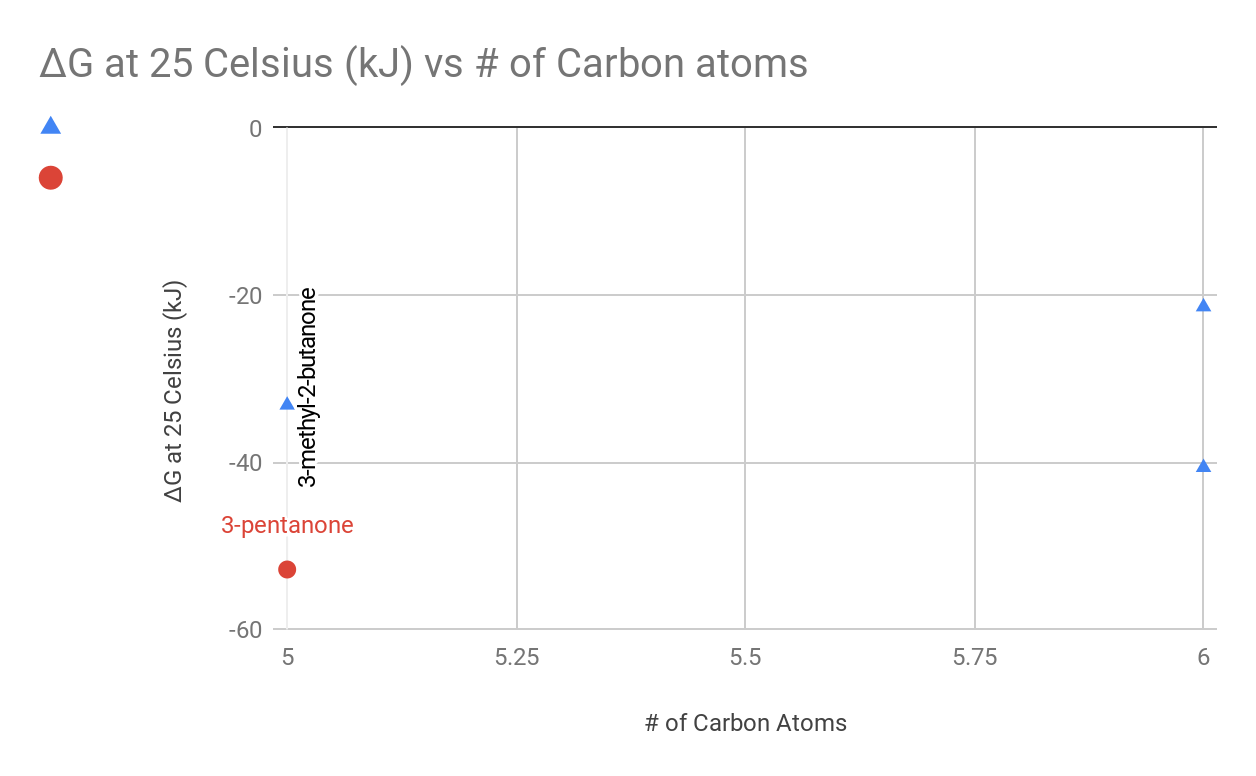 ΔG at 25 Celsius (kJ) vs # of Carbon atoms
0
-20
-40
-60
ΔG at 25 Celsius (kJ)
3-methyl-2-butanone
3-pentanone
5
5.25
5.5
5.75
6
# of Carbon Atoms